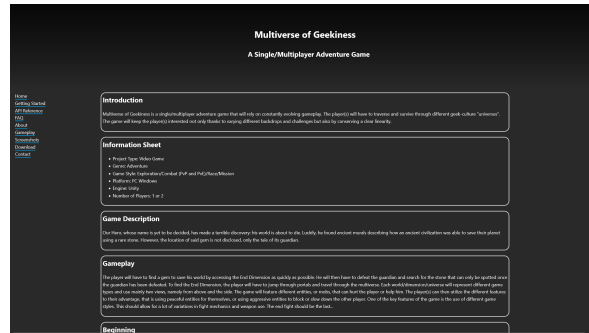 Multiverse of Geekiness
A Single/Multiplayer Adventure Game
Home
Getting Started
API Reference
FAQ
About
Gameplay
Screenshots
Download
Contact
Introduction
Multiverse of Geekiness is a single/multiplayer adventure game that will rely on constantly evolving gameplay. The player(s) will have to traverse and survive through different geek culture "universes".
The game will keep the player(s) interested not only thanks to varying different backdrops and challenges but also by conserving a clear linearity.
Information Sheet
• Project Type: Video Game
• Genre: Adventure
• Game Style: Exploration/Combat (PvP and PvE)/Race/Mission
• Platform: PC Windows
• Engine: Unity
• Number of Players: 1 or 2
Game Description
Our Hero, whose name is yet to be decided, has made a terrible discovery: his world is about to die. Luckily, he found ancient murals describing how an ancient civilization was able to save their planet
using a rare stone. However, the location of said gem is not disclosed, only the tale of its guardian.
Gameplay
The player will have to find a gem to save his world by accessing the End Dimension as quickly as possible. He will then have to defeat the guardian and search for the stone that can only be spotted once
the guardian has been defeated. To find the End Dimension, the player will have to jump through portals and travel through the multiverse. Each world/dimension/universe will represent different game
types and use mainly two views, namely from above and the side. The game will feature different entities, or mobs, that can hurt the player or help him. The player(s) can then utilize the different features
to their advantage, that is using peaceful entities for themselves, or using aggressive entities to block or slow down the other player. One of the key features of the game is the use of different game
styles. This should allow for a lot of variations in fight mechanics and weapon use. The end fight should be the last...
Beginning